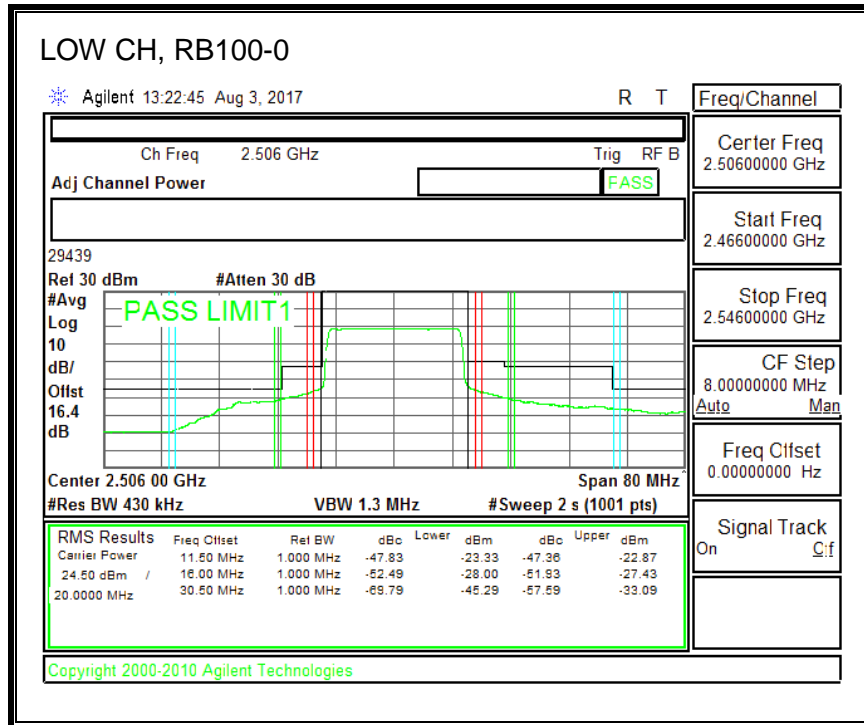 LOW CH, RB100-0
Agilent 13:22:45 Aug 3, 2017 R T
Ch Freq 2.506 GHz Trig RF B
Adj Channel Power FASS
29439
Ref 30 dBm #Atten 30 dB
#Avg
Log
10
dB/
Offst
16.4
dB
PASS LIMIT1
Center 2.506 00 GHz Span 80 MHz
#Res BW 430 kHz VBW 1.3 MHz #Sweep 2 s (1001 pts)
RMS Results Freq Offset Ref BW dBc Lower dBm dBc Upper dBm
Carrier Power 11.50 MHz 1.000 MHz -47.83 -23.33 -47.36 -22.87
24.50 dBm / 16.00 MHz 1.000 MHz -52.49 -28.00 -51.93 -27.43
20.0000 MHz 30.50 MHz 1.000 MHz -69.79 -45.29 -57.59 -33.09
Copyright 2000-2010 Agilent Technologies
Freq/Channel
Center Freq
2.50600000 GHz
Start Freq
2.46600000 GHz
Stop Freq
2.54600000 GHz
CF Step
8.00000000 MHz
Auto Man
Freq Offset
0.00000000 Hz
Signal Track
On Off